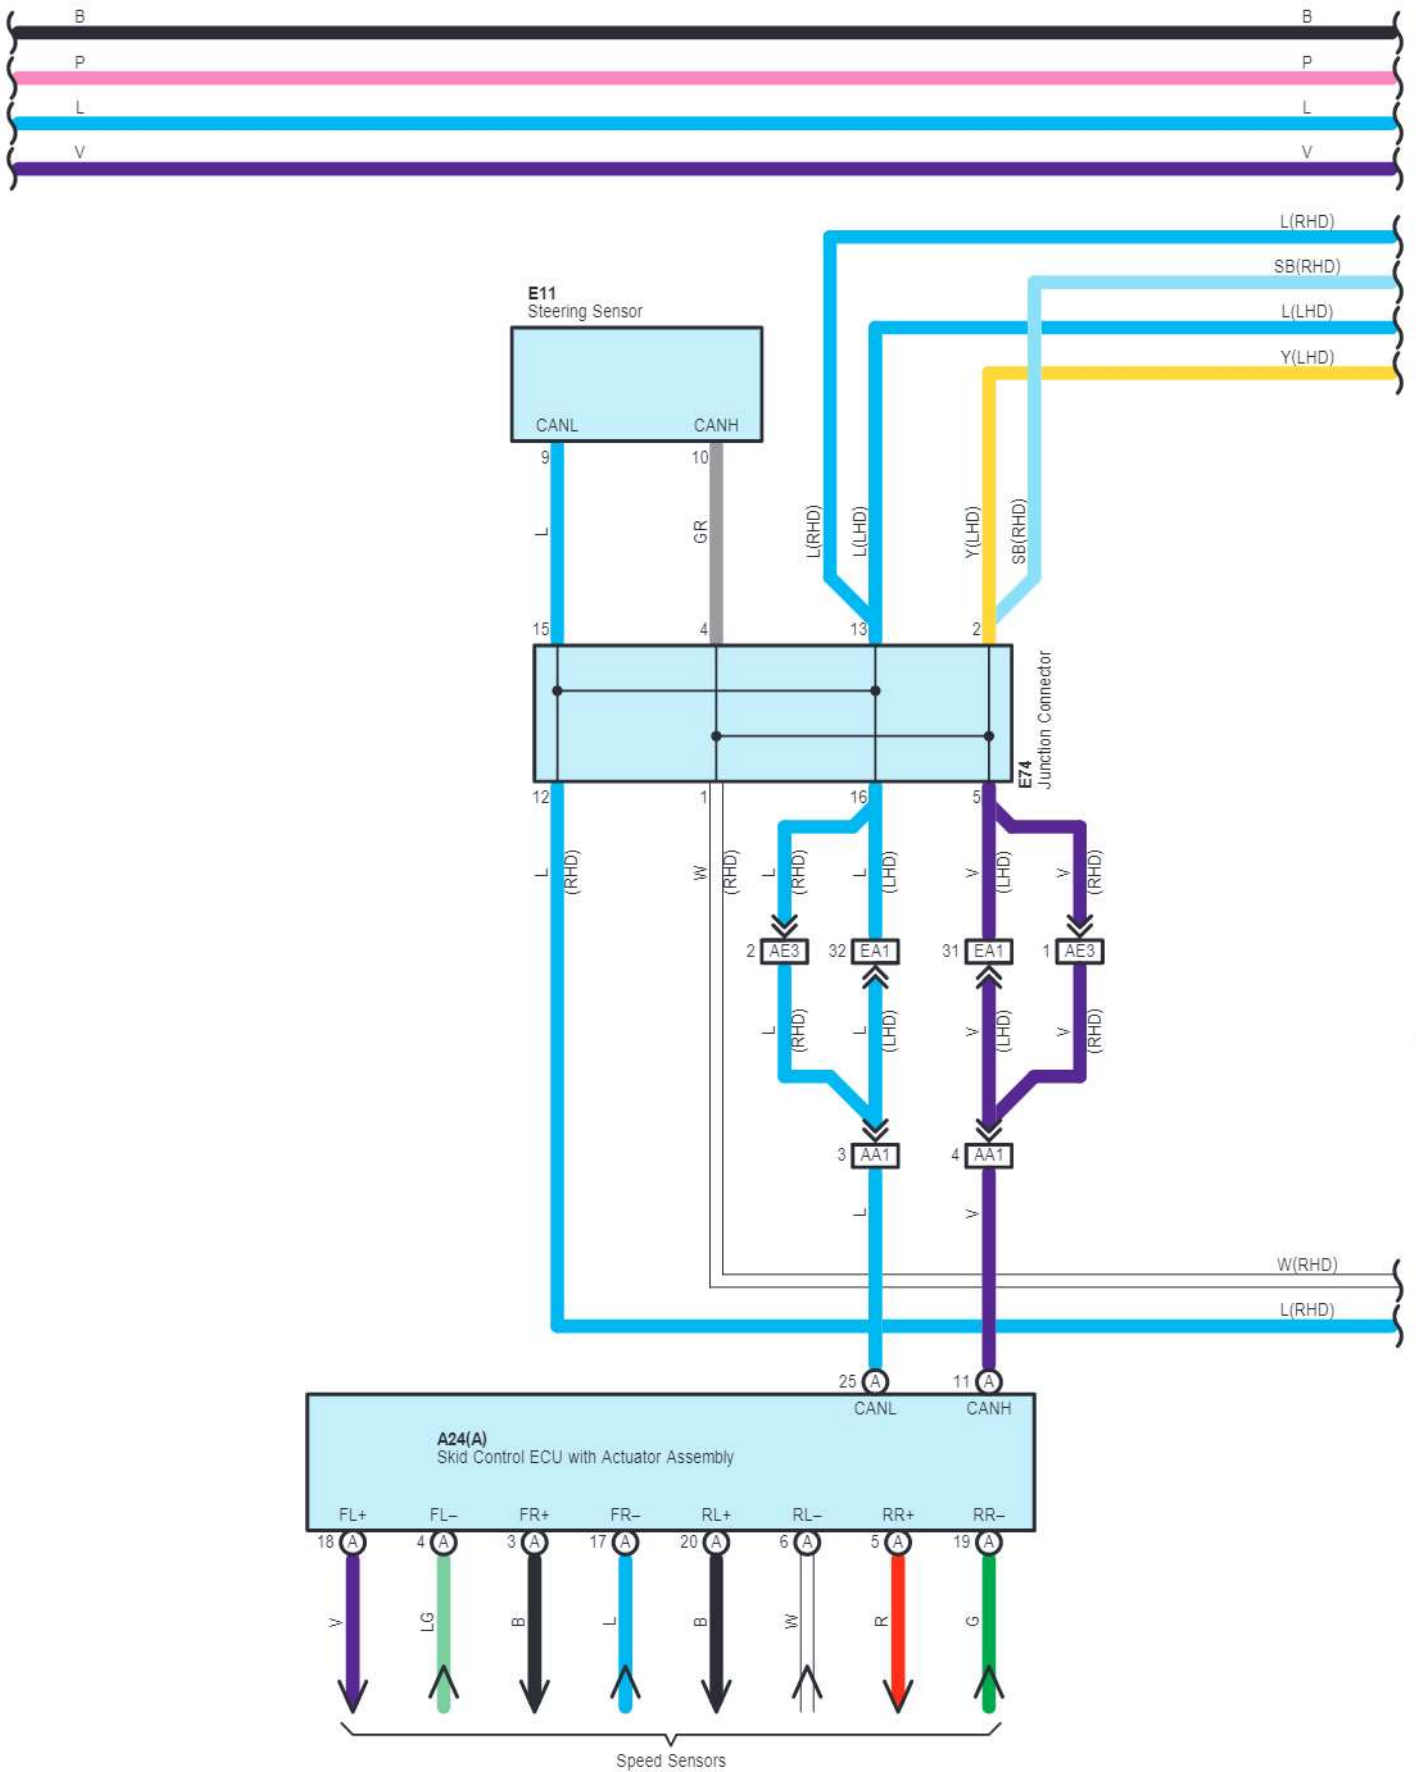 B B
P P
L L
V V
L(RHD)
SB(RHD)
E11
Steering Sensor
L(LHD)
Y(LHD)
CANL CANH
9 10
L GR L(RHD) L(LHD) Y(LHD) SB(RHD)
15 4 13 2
E74
Junction Connector
12 1 16 5
L (RHD) W (RHD) L (RHD) L (LHD) V (LHD) V (RHD)
2 AE3 32 EA1 31 EA1 1 AE3
L (RHD) L (LHD) V (LHD) V (RHD)
3 AA1 4 AA1
L V
W(RHD)
L(RHD)
25 A 11 A
CANL CANH
A24(A)
Skid Control ECU with Actuator Assembly
FL+ FL– FR+ FR– RL+ RL– RR+ RR–
18 A 4 A 3 A 17 A 20 A 6 A 5 A 19 A
V LG B L B W R G
Speed Sensors